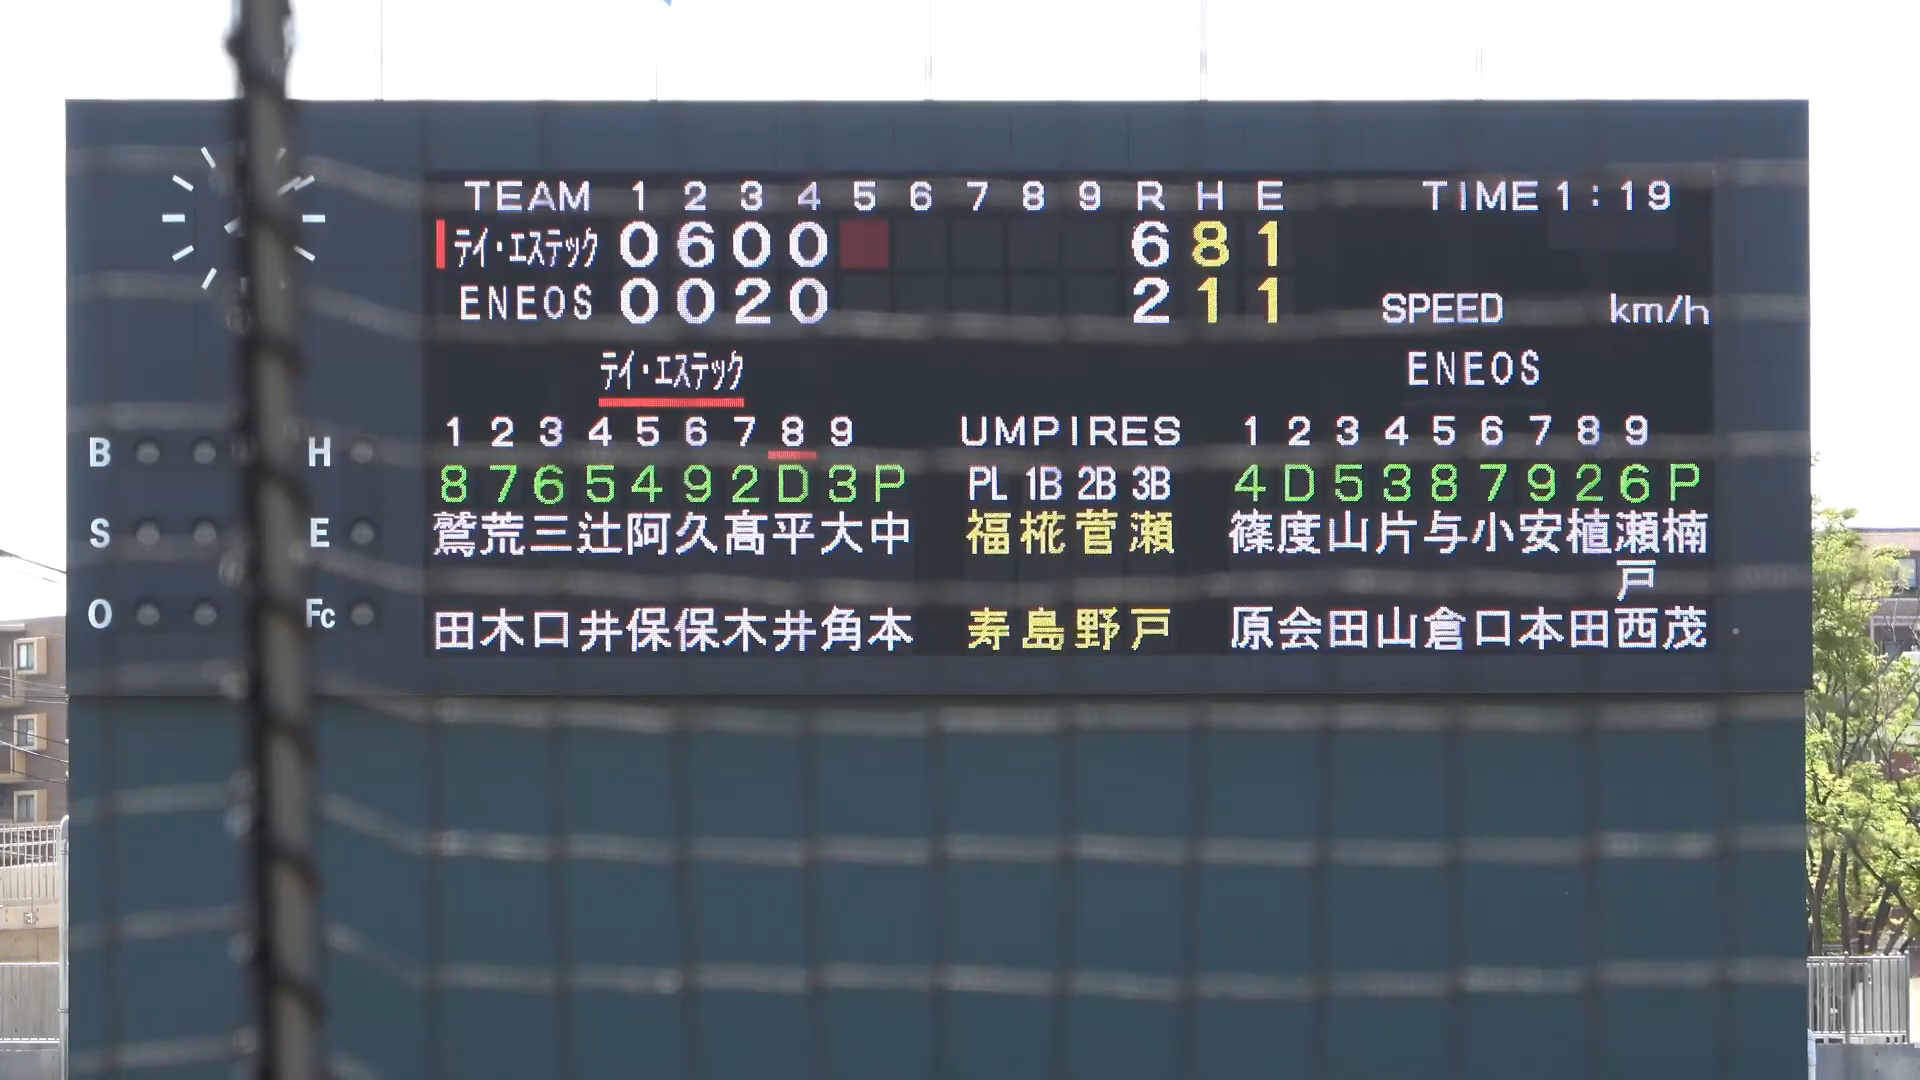 TEAM 1 2 3 4 5 6 7 8 9 R H E TIME 1:19
テイ・エステック 0 6 0 0 6 8 1
ENEOS 0 0 2 0 2 1 1 SPEED km/h
テイ・エステック ENEOS
1 2 3 4 5 6 7 8 9 UMPIRES 1 2 3 4 5 6 7 8 9
B H 8 7 6 5 4 9 2 D 3 P PL 1B 2B 3B 4 D 5 3 8 7 9 2 6 P
S E 鷲 荒 三 辻 阿 久 髙 平 大 中 福 椛 菅 瀬 篠 度 山 片 与 小 安 植 瀬 楠
戸
O Fc 田 木 口 井 保 保 木 井 角 本 寿 島 野 戸 原 会 田 山 倉 口 本 田 西 茂